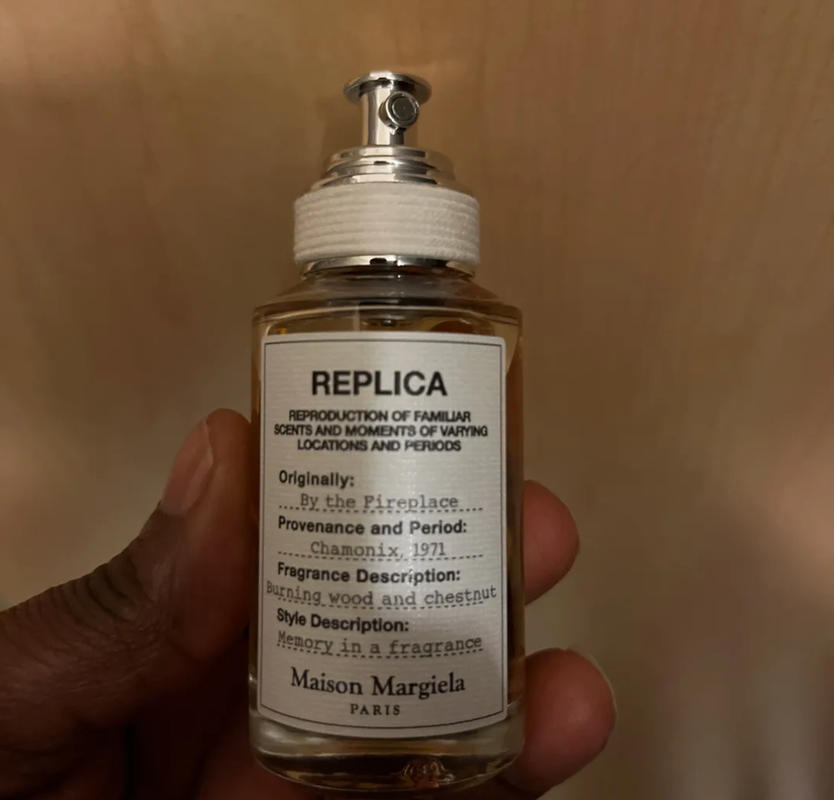 REPLICA
REPRODUCTION OF FAMILIAR
SCENTS AND MOMENTS OF VARYING
LOCATIONS AND PERIODS
Originally:
By the Fireplace
Provenance and Period:
Chamonix, 1971
Fragrance Description:
Burning wood and chestnut
Style Description:
Memory in a fragrance
Maison Margiela
PARIS